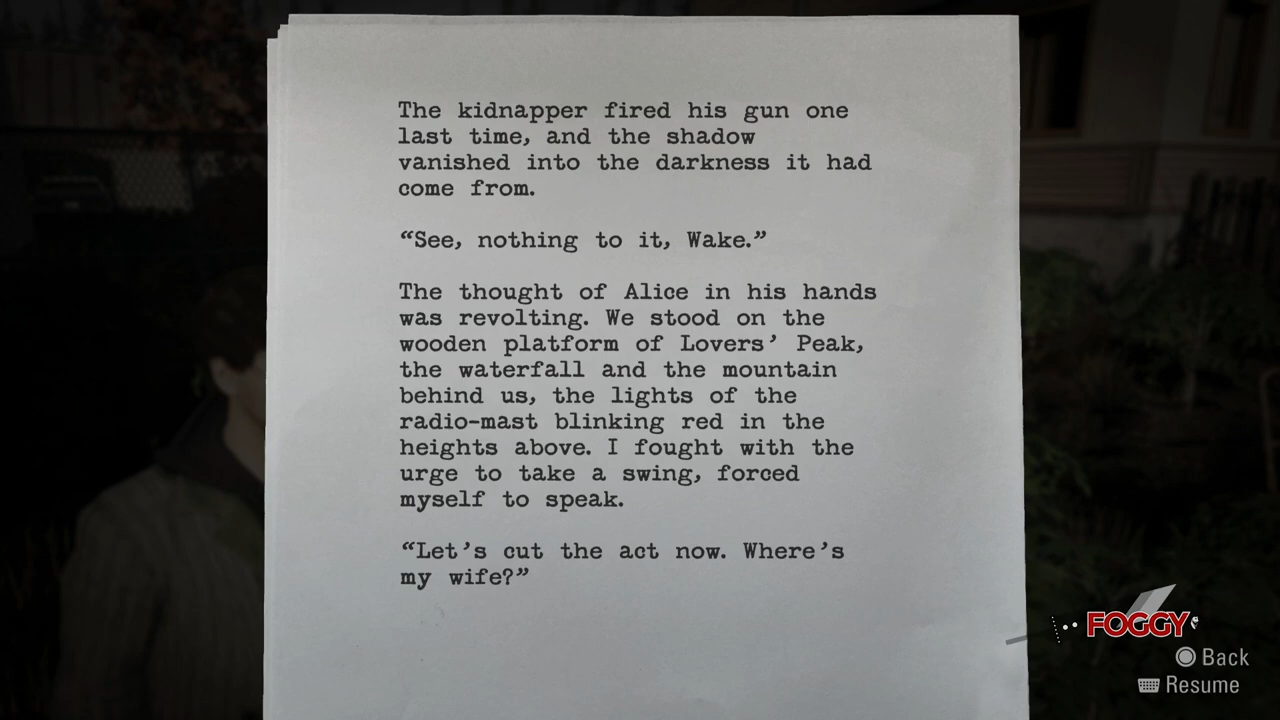 The kidnapper fired his gun one
last time, and the shadow
vanished into the darkness it had
come from.
“See, nothing to it, Wake.”
The thought of Alice in his hands
was revolting. We stood on the
wooden platform of Lovers’ Peak,
the waterfall and the mountain
behind us, the lights of the
radio-mast blinking red in the
heights above. I fought with the
urge to take a swing, forced
myself to speak.
“Let’s cut the act now. Where’s
my wife?”
FOGGY
Back
Resume